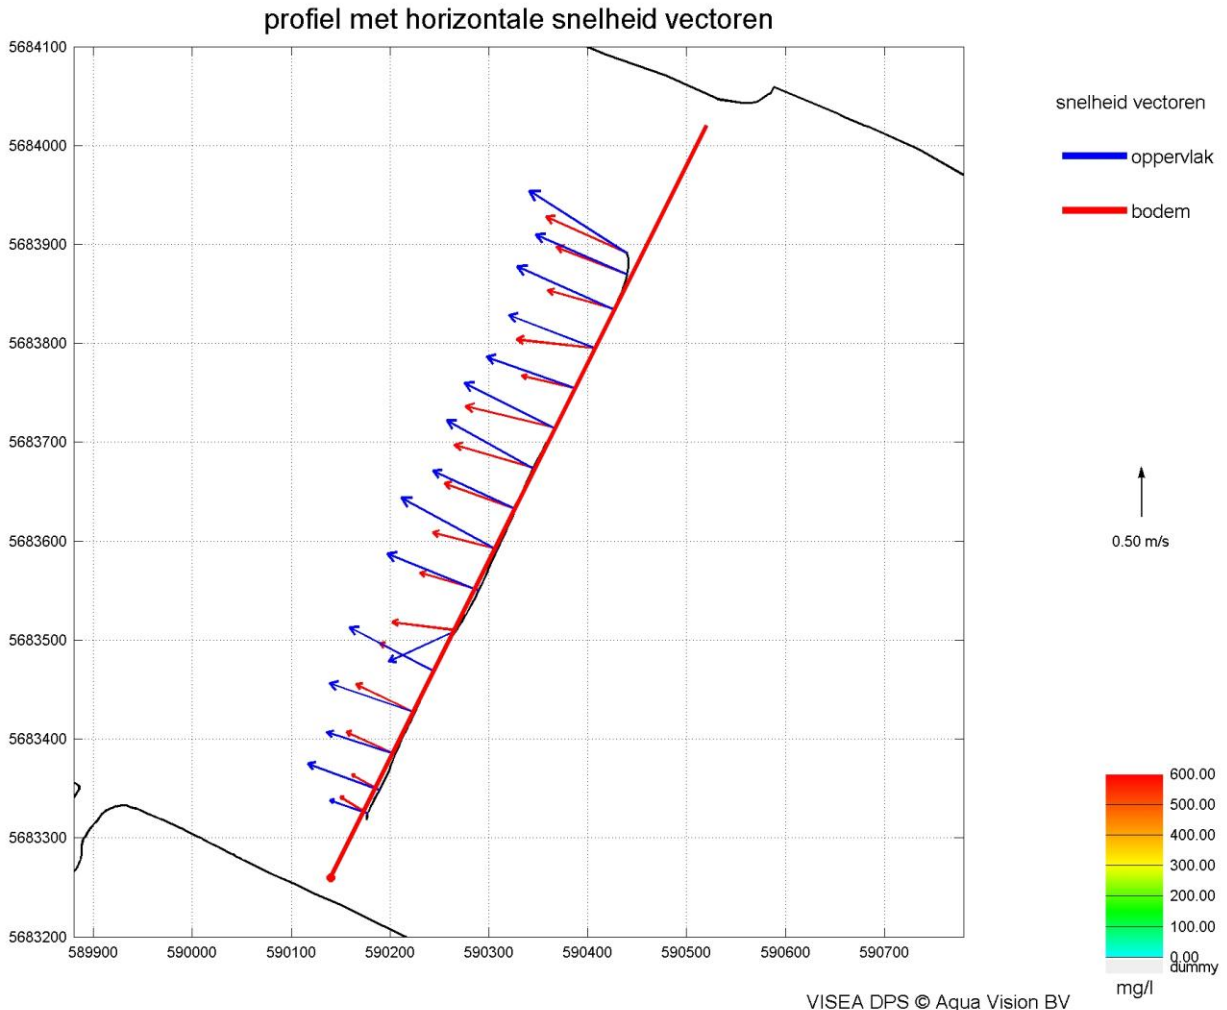 profiel met horizontale snelheid vectoren
5684100
5684000
5683900
5683800
5683700
5683600
5683500
5683400
5683300
5683200
589900 590000 590100 590200 590300 590400 590500 590600 590700
snelheid vectoren
oppervlak
bodem
0.50 m/s
600.00
500.00
400.00
300.00
200.00
100.00
0.00
dummy
mg/l
VISEA DPS © Aqua Vision BV